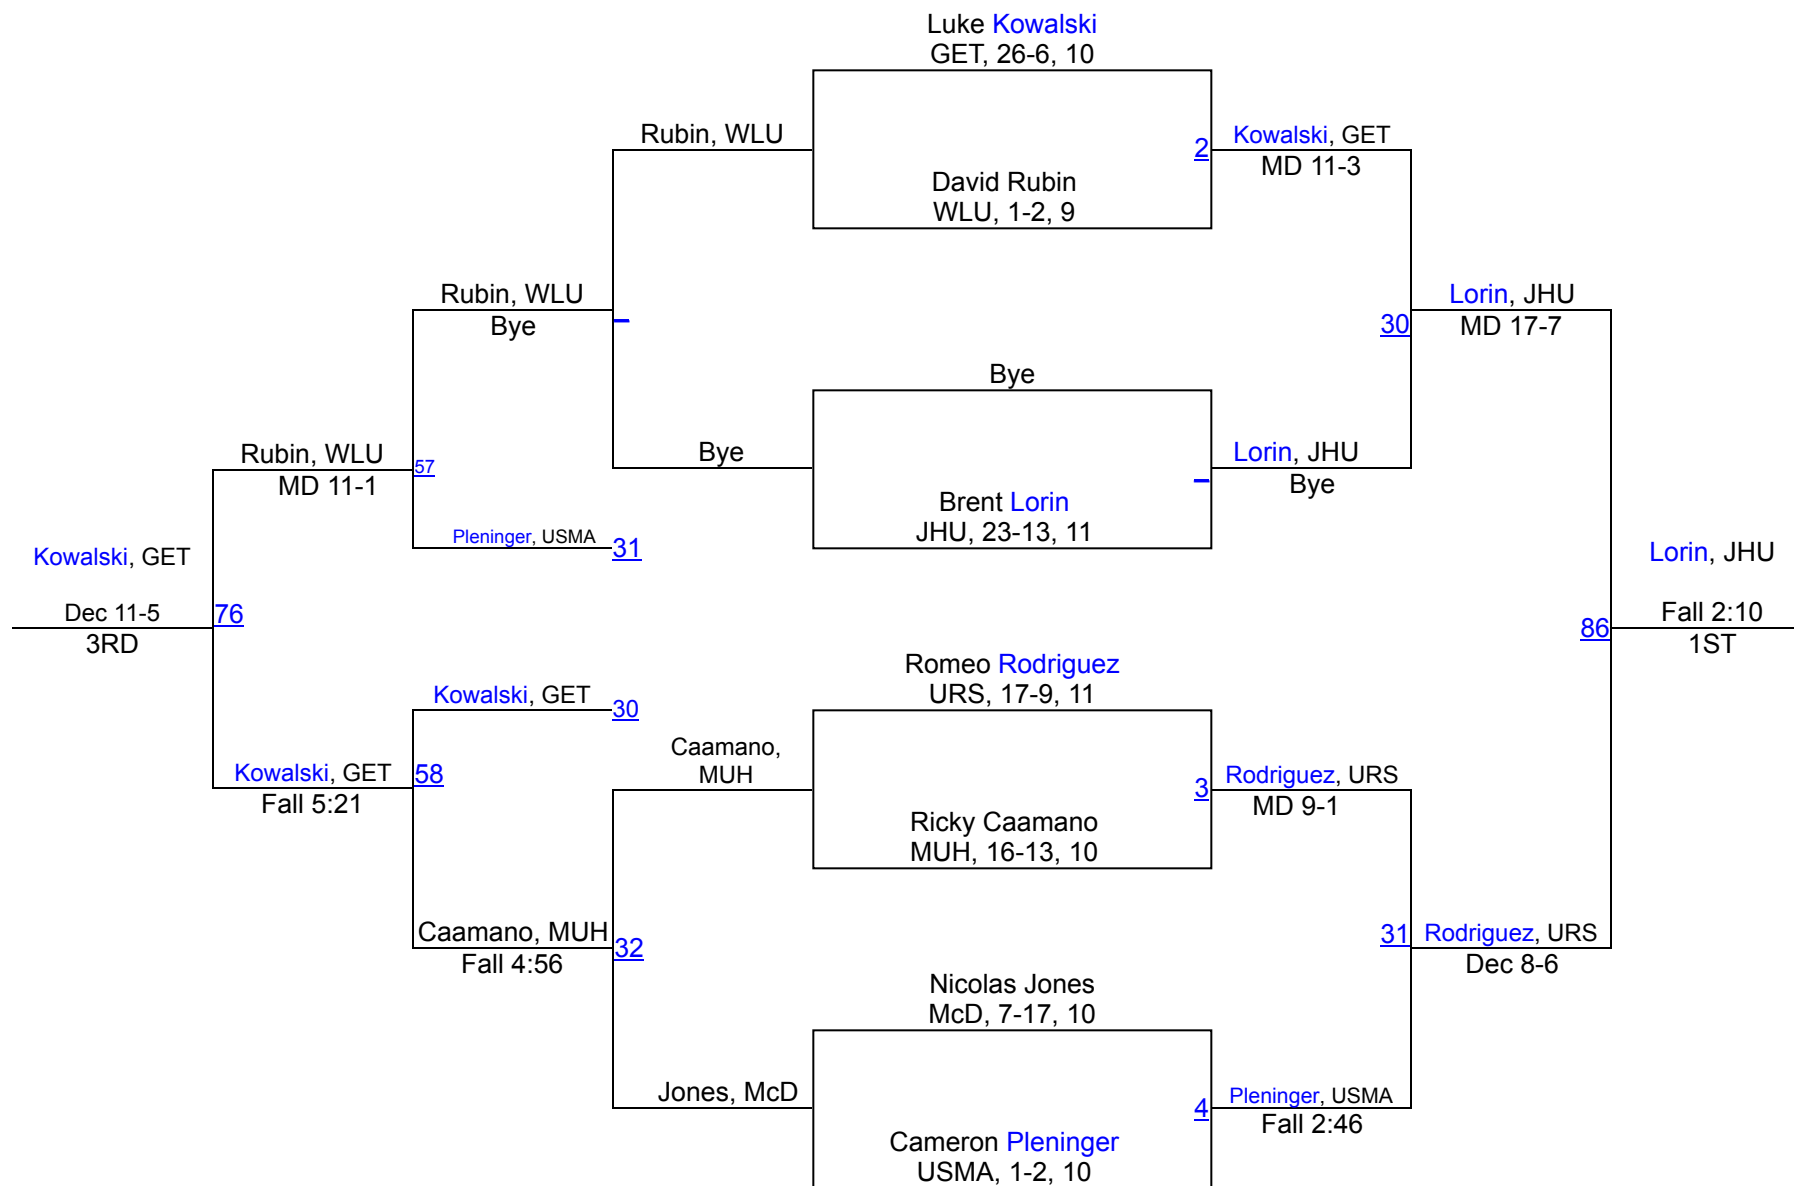 Luke Kowalski
GET, 26-6, 10
Rubin, WLU
2
Kowalski, GET
MD 11-3
David Rubin
WLU, 1-2, 9
Rubin, WLU
Bye
Lorin, JHU
MD 17-7
30
Bye
Rubin, WLU
MD 11-1
57
Bye
Lorin, JHU
Bye
Brent Lorin
JHU, 23-13, 11
Pleninger, USMA
31
Kowalski, GET
Dec 11-5
3RD
76
Lorin, JHU
Fall 2:10
1ST
86
Romeo Rodriguez
URS, 17-9, 11
Kowalski, GET
30
Caamano,
MUH
Kowalski, GET
Fall 5:21
58
3
Rodriguez, URS
MD 9-1
Ricky Caamano
MUH, 16-13, 10
Caamano, MUH
Fall 4:56
32
31
Rodriguez, URS
Dec 8-6
Nicolas Jones
McD, 7-17, 10
Jones, McD
4
Pleninger, USMA
Fall 2:46
Cameron Pleninger
USMA, 1-2, 10